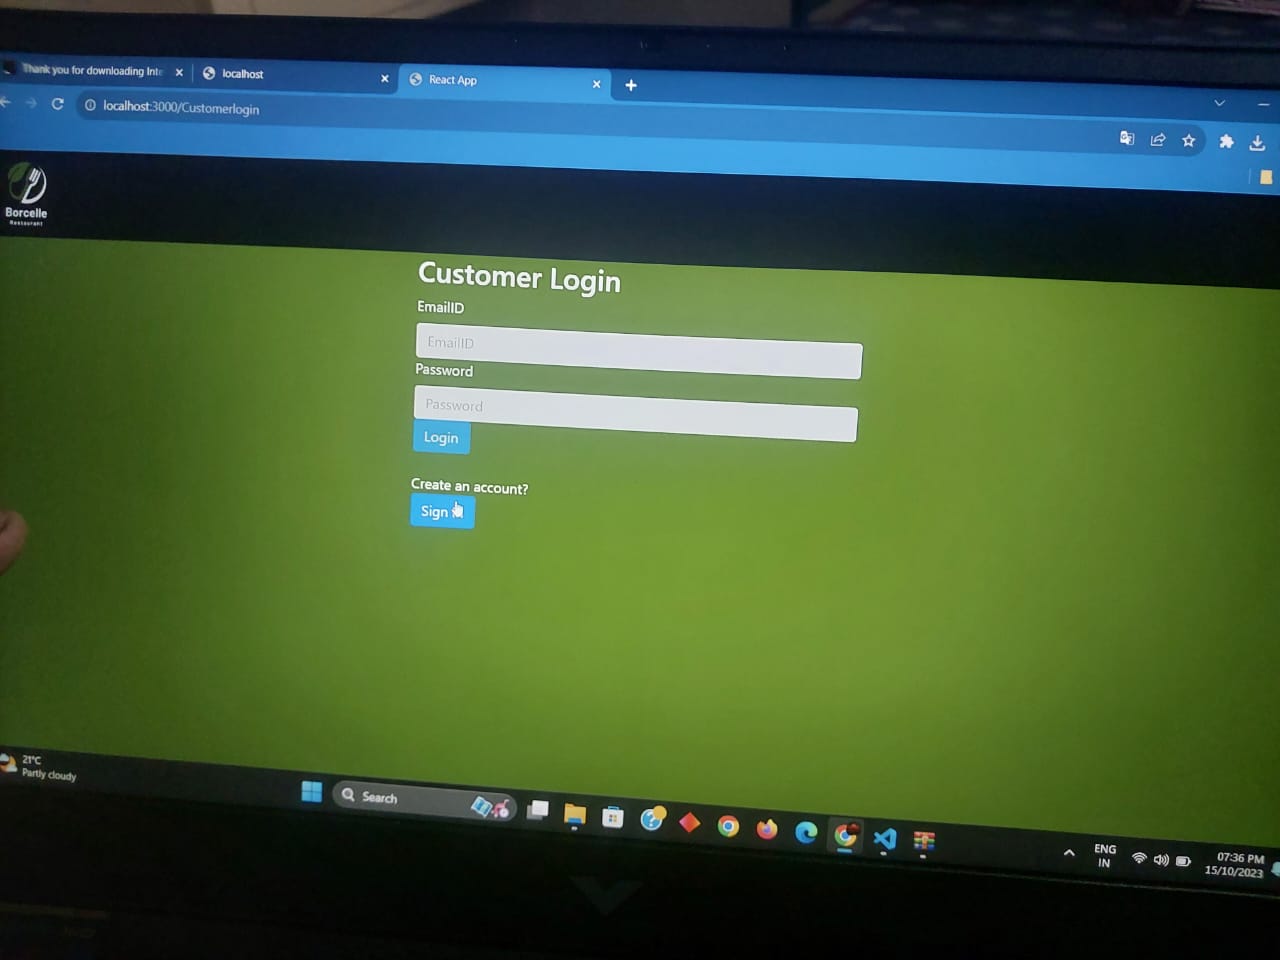 Thank you for downloading Inte
localhost
React App
localhost:3000/Customerlogin
Borcelle
Restaurant
Customer Login
EmailID
EmailID
Password
Password
Login
Create an account?
Sign
21°C
Partly cloudy
Search
ENG
IN
07:36 PM
15/10/2023